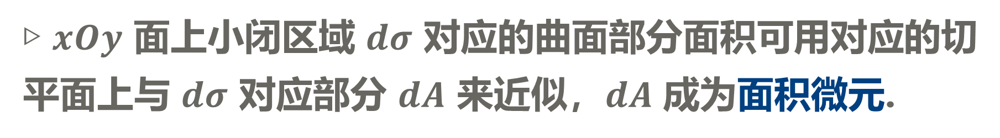 ▷ xOy 面上小闭区域 dσ 对应的曲面部分面积可用对应的切
平面上与 dσ 对应部分 dA 来近似，dA 成为面积微元.